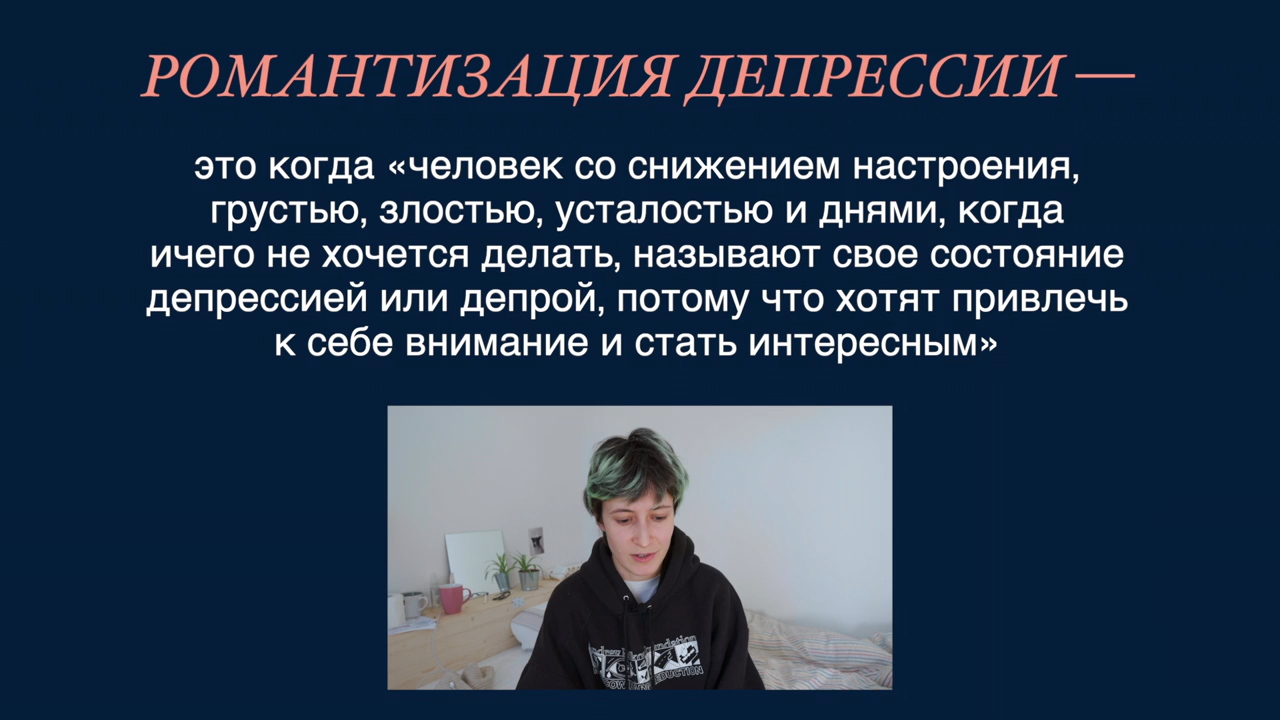 РОМАНТИЗАЦИЯ ДЕПРЕССИИ —
это когда «человек со снижением настроения,
грустью, злостью, усталостью и днями, когда
ичего не хочется делать, называют свое состояние
депрессией или депрой, потому что хотят привлечь
к себе внимание и стать интересным»